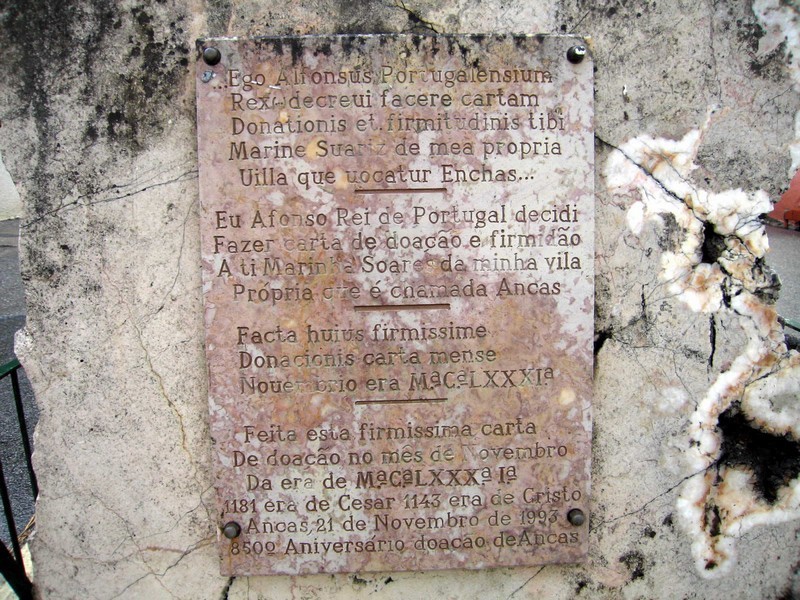 ...Ego Alfonsus Portugalensium
Rex decreui facere cartam
Donationis et firmitudinis tibi
Marine Suariz de mea propria
Uilla que uocatur Enchas...
Eu Afonso Rei de Portugal decidi
Fazer carta de doação e firmidão
A ti Marinha Soares da minha vila
Própria que é chamada Ancas
Facta huius firmissime
Donacionis carta mense
Nouembrio era MªCªLXXXIª
Feita esta firmissima carta
De doacão no mês de Novembro
Da era de MªCªLXXXª Iª
1181 era de Cesar 1143 era de Cristo
Ancas, 21 de Novembro de 1993
850º Aniversário doacão de Ancas